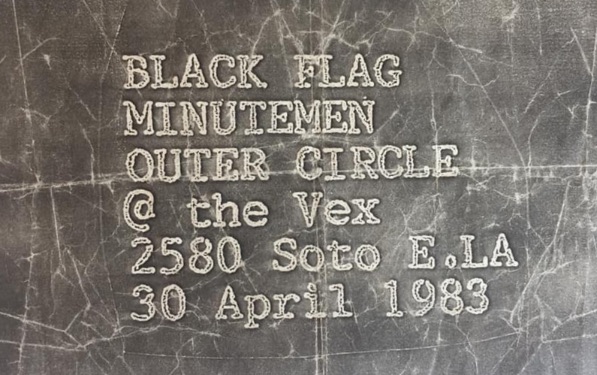 BLACK FLAG
MINUTEMEN
OUTER CIRCLE
@ the Vex
2580 Soto E.LA
30 April 1983